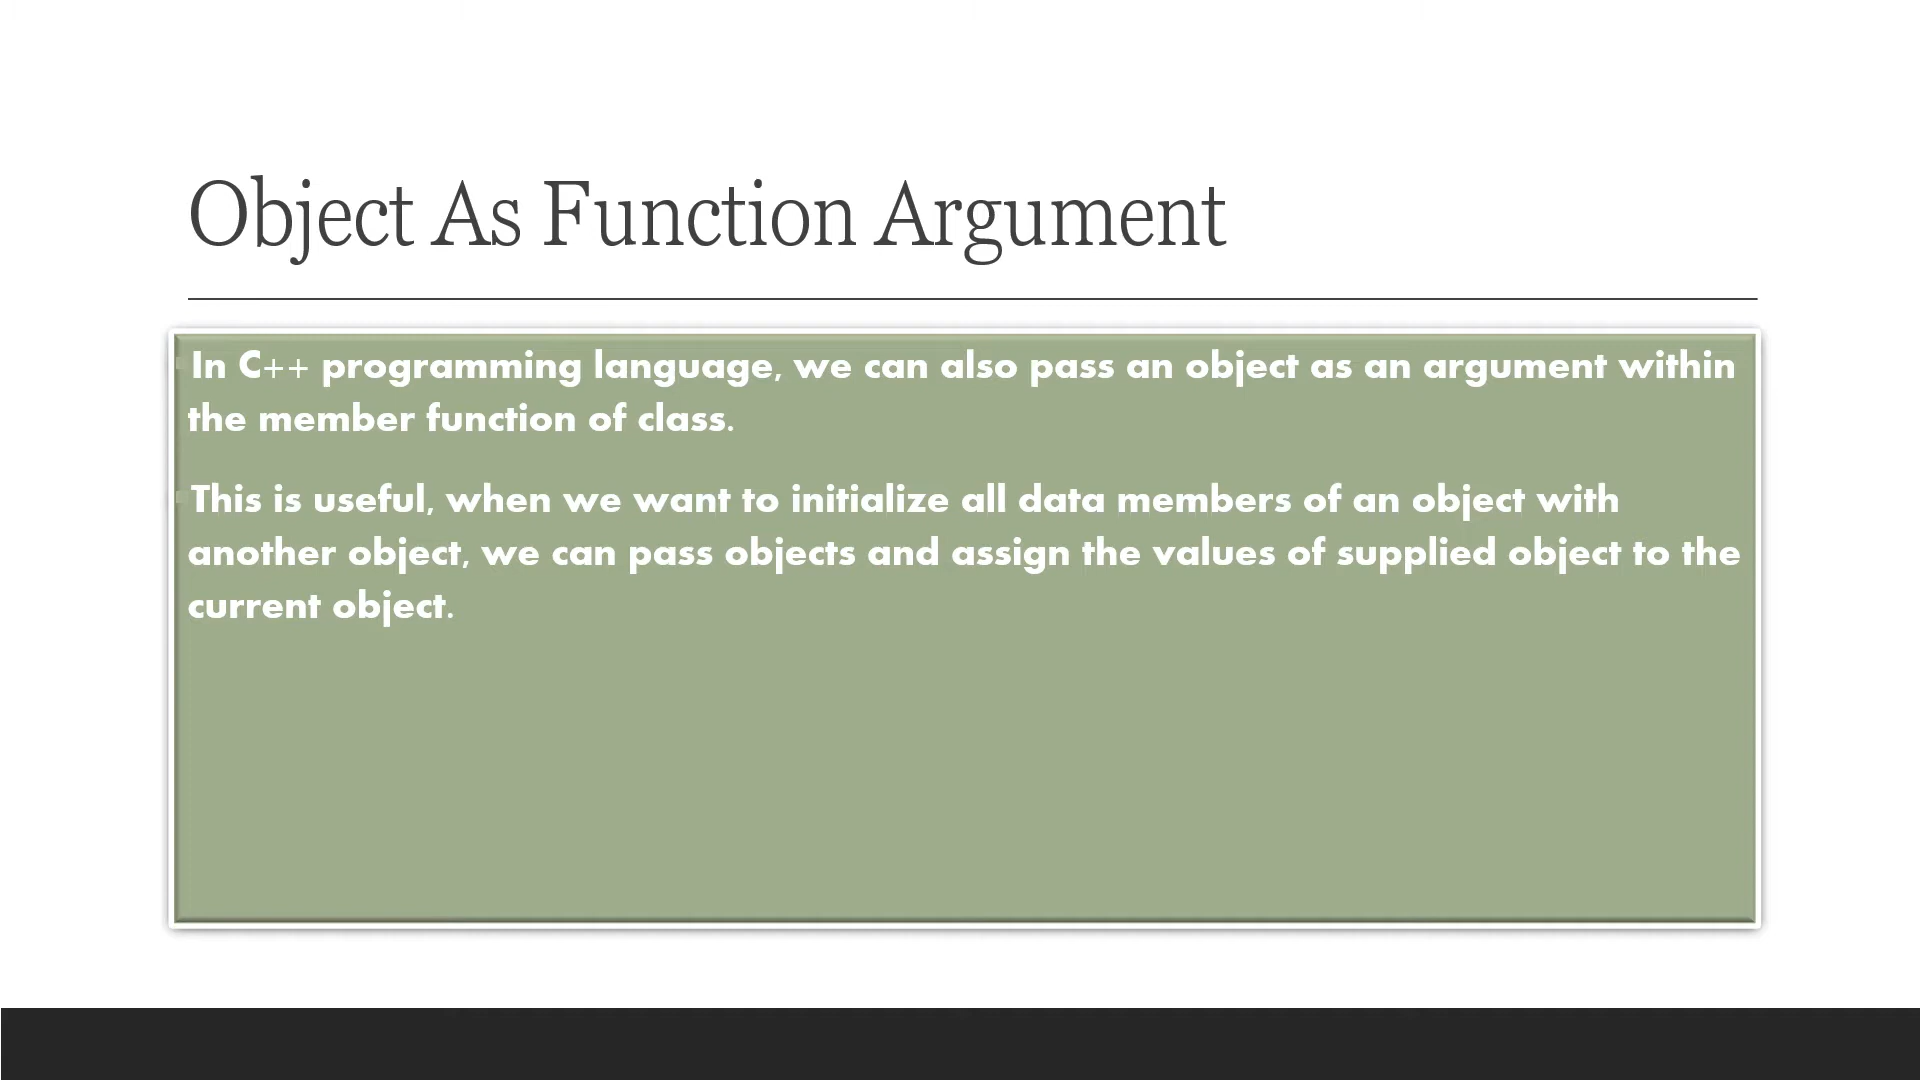 Object As Function Argument
In C++ programming language, we can also pass an object as an argument within
the member function of class.
This is useful, when we want to initialize all data members of an object with
another object, we can pass objects and assign the values of supplied object to the
current object.